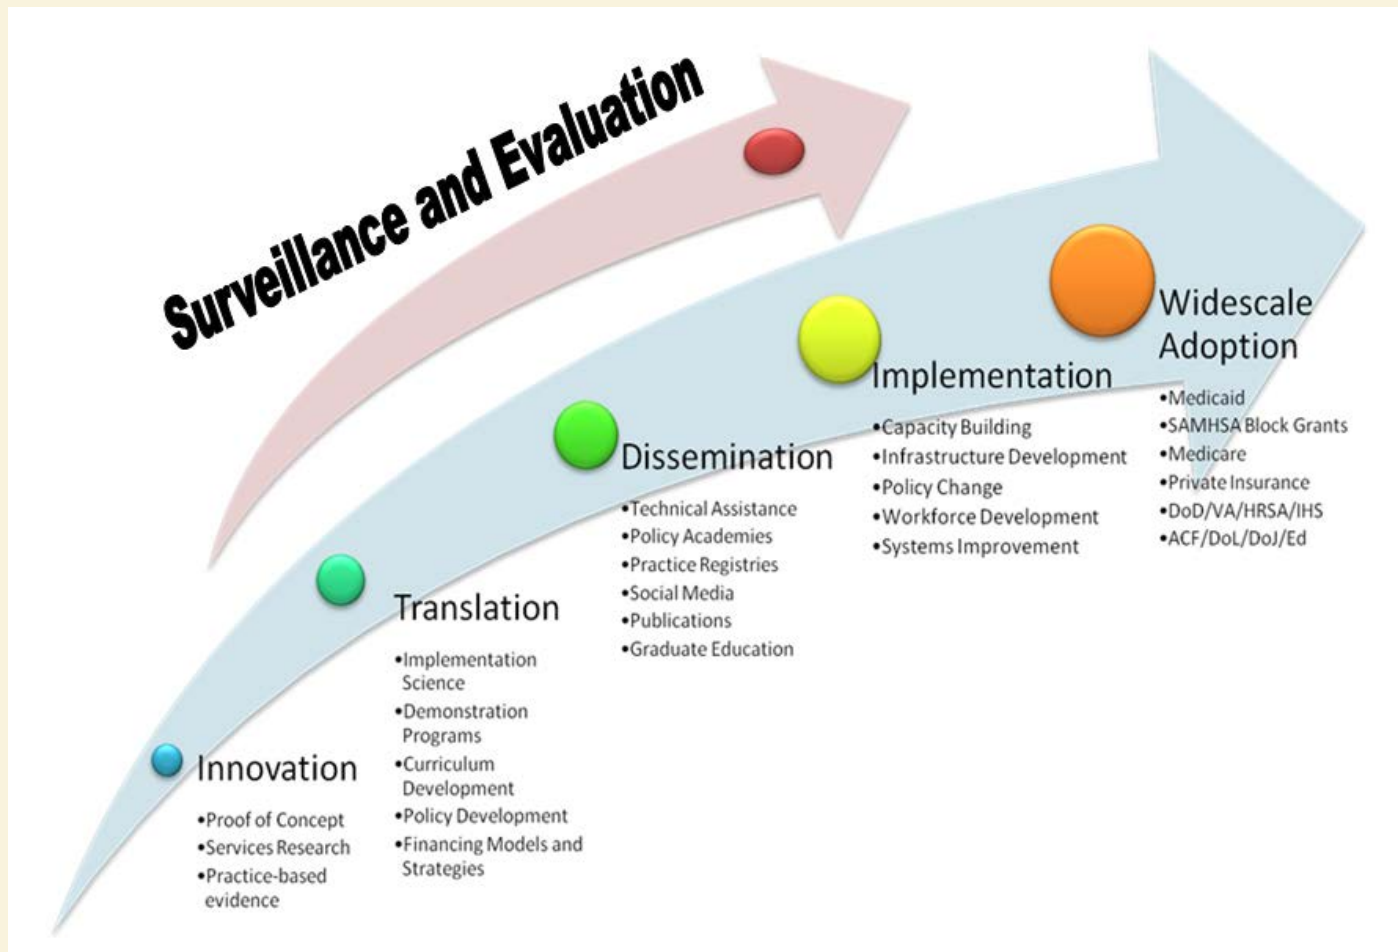 Surveillance and Evaluation
Innovation
•Proof of Concept
•Services Research
•Practice-based
evidence
Translation
•Implementation
Science
•Demonstration
Programs
•Curriculum
Development
•Policy Development
•Financing Models and
Strategies
Dissemination
•Technical Assistance
•Policy Academies
•Practice Registries
•Social Media
•Publications
•Graduate Education
Implementation
•Capacity Building
•Infrastructure Development
•Policy Change
•Workforce Development
•Systems Improvement
Widescale
Adoption
•Medicaid
•SAMHSA Block Grants
•Medicare
•Private Insurance
•DoD/VA/HRSA/IHS
•ACF/DoL/DoJ/Ed